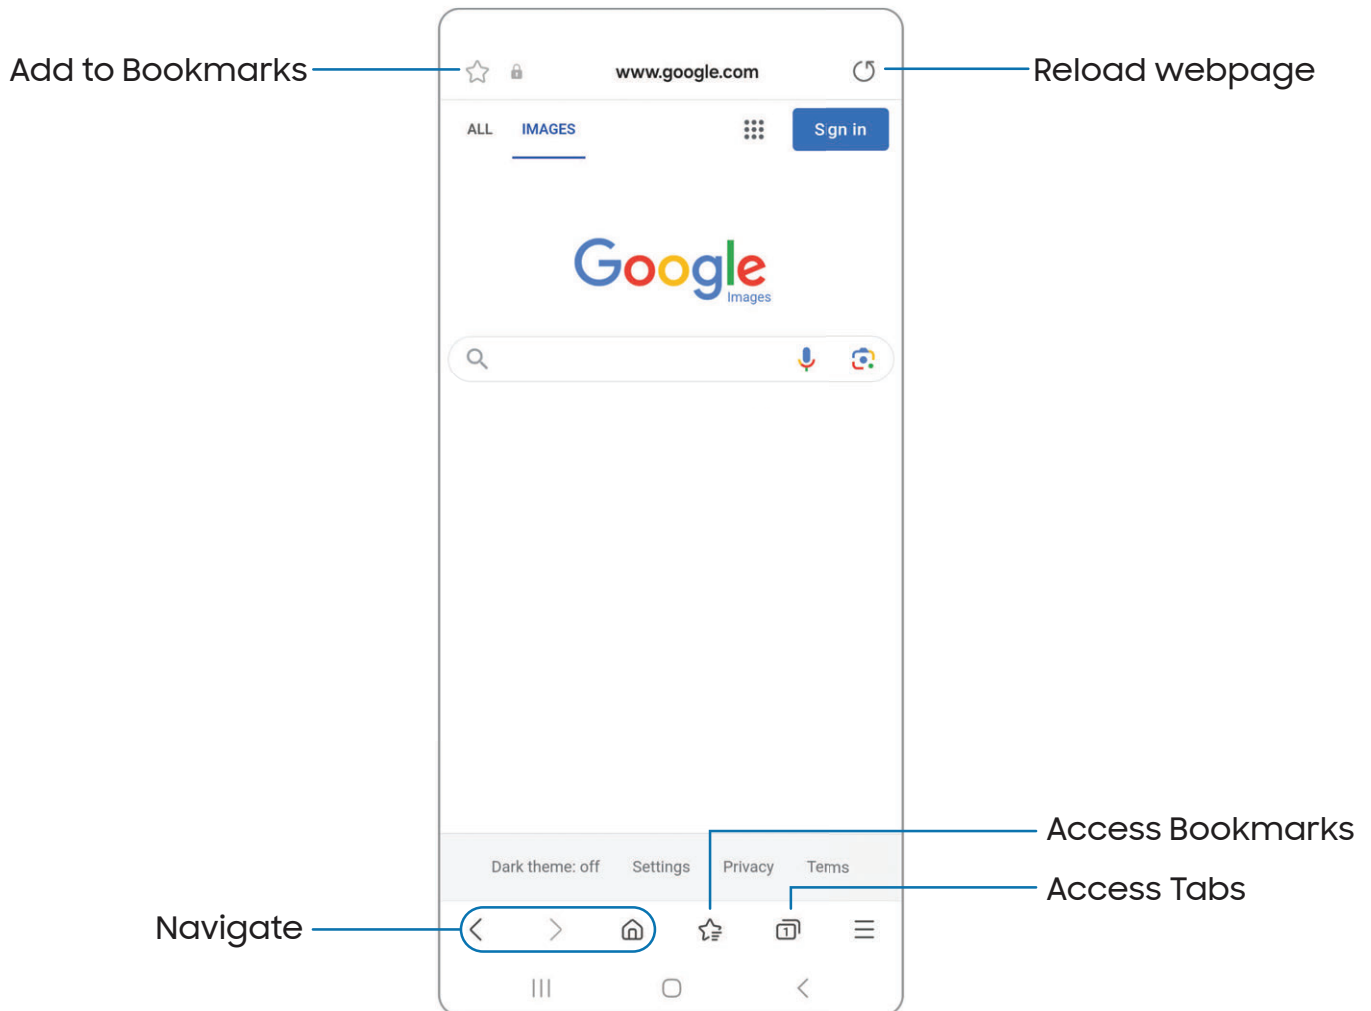 Add to Bookmarks
www.google.com
Reload webpage
ALL IMAGES
Sign in
Google
Images
Access Bookmarks
Dark theme: off Settings Privacy Terms
Access Tabs
Navigate
1